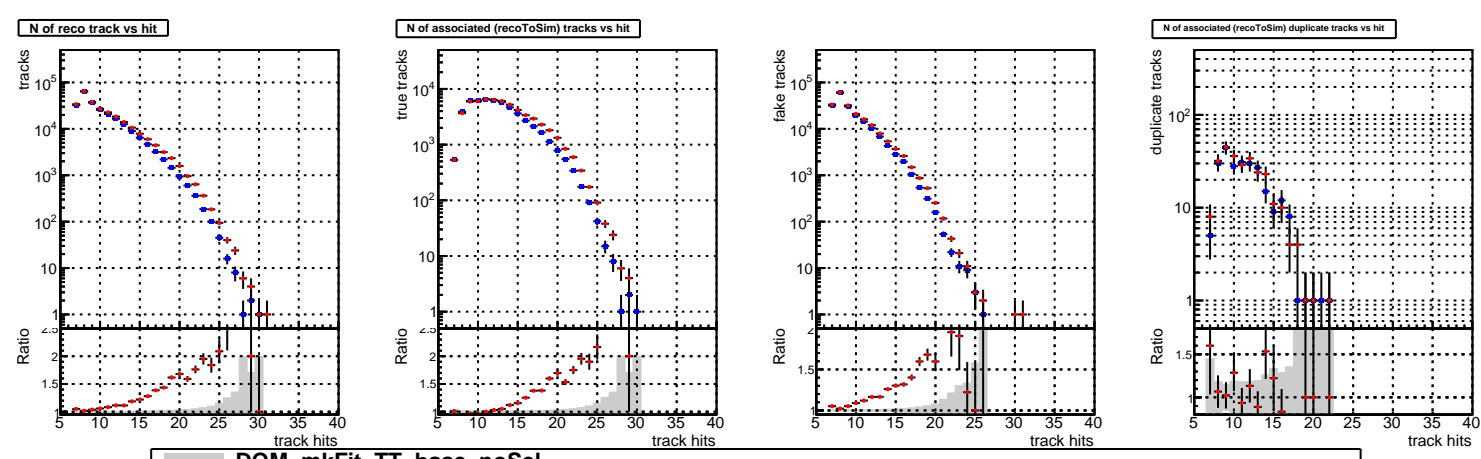 N of reco track vs hit
tracks
10^5
10^4
10^3
10^2
10
1
Ratio
2.5
2
1.5
1
5 10 15 20 25 30 35 40
track hits
N of associated (recoToSim) tracks vs hit
true tracks
10^4
10^3
10^2
10
1
Ratio
2.5
2
1.5
1
5 10 15 20 25 30 35 40
track hits
fake tracks
10^5
10^4
10^3
10^2
10
1
Ratio
2
1.5
1
5 10 15 20 25 30 35 40
track hits
N of associated (recoToSim) duplicate tracks vs hit
duplicate tracks
10^2
10
1
Ratio
1.5
1
5 10 15 20 25 30 35 40
track hits
DQM_mkFit_TT_base_noSel